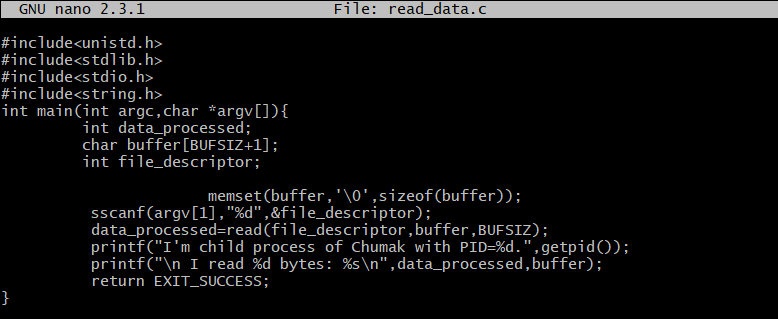 GNU nano 2.3.1 File: read_data.c
#include<unistd.h>
#include<stdlib.h>
#include<stdio.h>
#include<string.h>
int main(int argc,char *argv[]){
int data_processed;
char buffer[BUFSIZ+1];
int file_descriptor;
memset(buffer,'\0',sizeof(buffer));
sscanf(argv[1],"%d",&file_descriptor);
data_processed=read(file_descriptor,buffer,BUFSIZ);
printf("I'm child process of Chumak with PID=%d.",getpid());
printf("\n I read %d bytes: %s\n",data_processed,buffer);
return EXIT_SUCCESS;
}